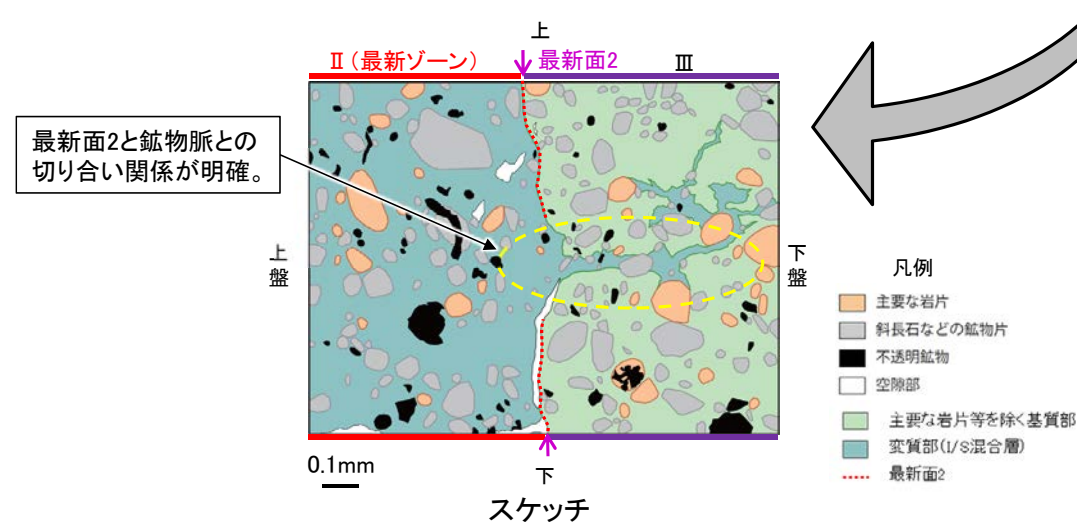 上
Ⅱ（最新ゾーン）
最新面2
Ⅲ
最新面2と鉱物脈との
切り合い関係が明確。
上盤
下盤
凡例
主要な岩片
斜長石などの鉱物片
不透明鉱物
空隙部
主要な岩片等を除く基質部
変質部(I/S混合層)
最新面2
0.1mm
下
スケッチ